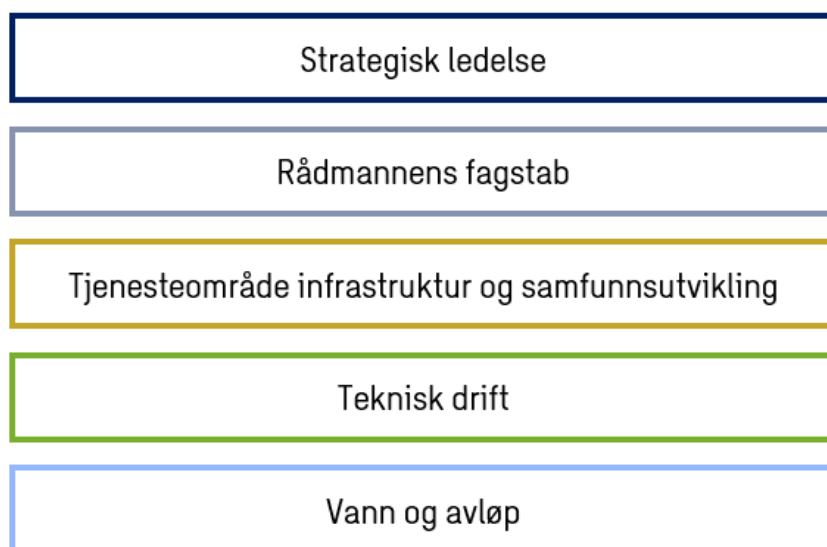 Strategisk ledelse
Rådmannens fagstab
Tjenesteområde infrastruktur og samfunnsutvikling
Teknisk drift
Vann og avløp